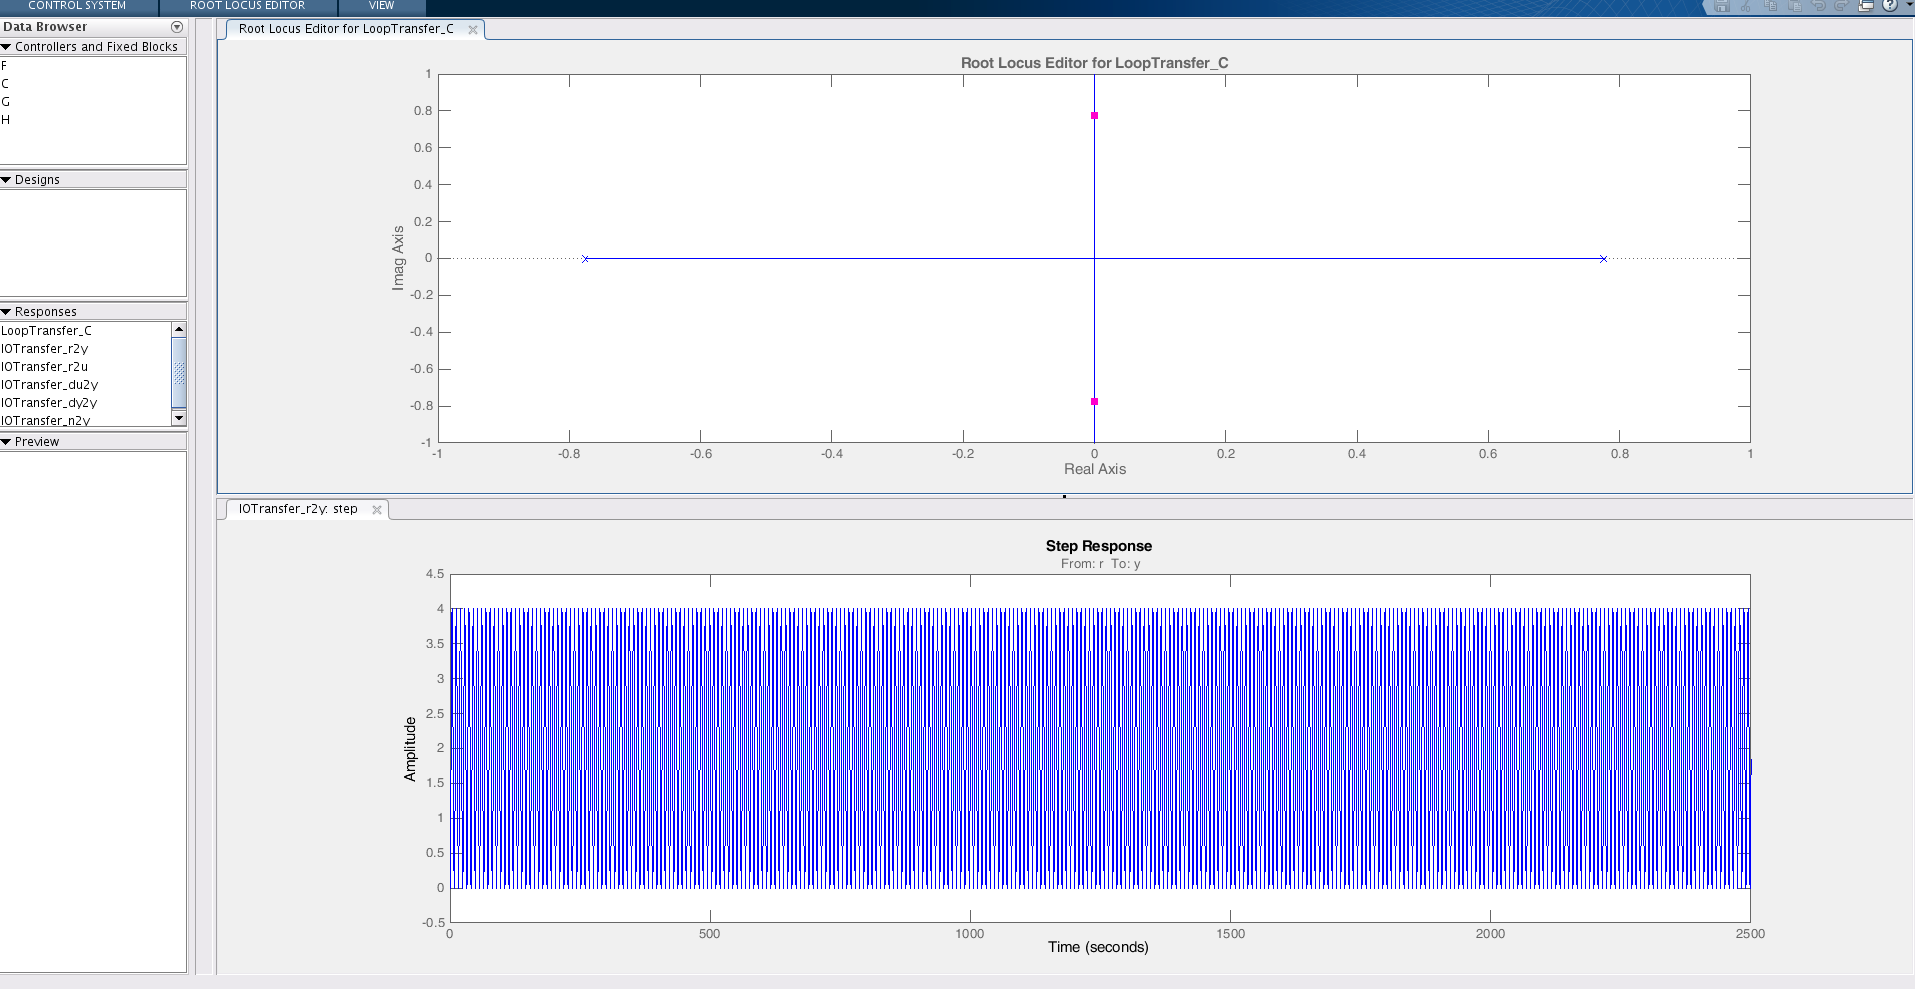 CONTROL SYSTEM ROOT LOCUS EDITOR VIEW
Data Browser
Controllers and Fixed Blocks
F
C
G
H
Designs
Responses
LoopTransfer_C
IOTransfer_r2y
IOTransfer_r2u
IOTransfer_du2y
IOTransfer_dy2y
IOTransfer_n2y
Preview
Root Locus Editor for LoopTransfer_C
Root Locus Editor for LoopTransfer_C
1
0.8
0.6
0.4
0.2
0
-0.2
-0.4
-0.6
-0.8
-1
Imag Axis
-1 -0.8 -0.6 -0.4 -0.2 0 0.2 0.4 0.6 0.8 1
Real Axis
IOTransfer_r2y: step
Step Response
From: r To: y
4.5
4
3.5
3
2.5
2
1.5
1
0.5
0
-0.5
Amplitude
0 500 1000 1500 2000 2500
Time (seconds)